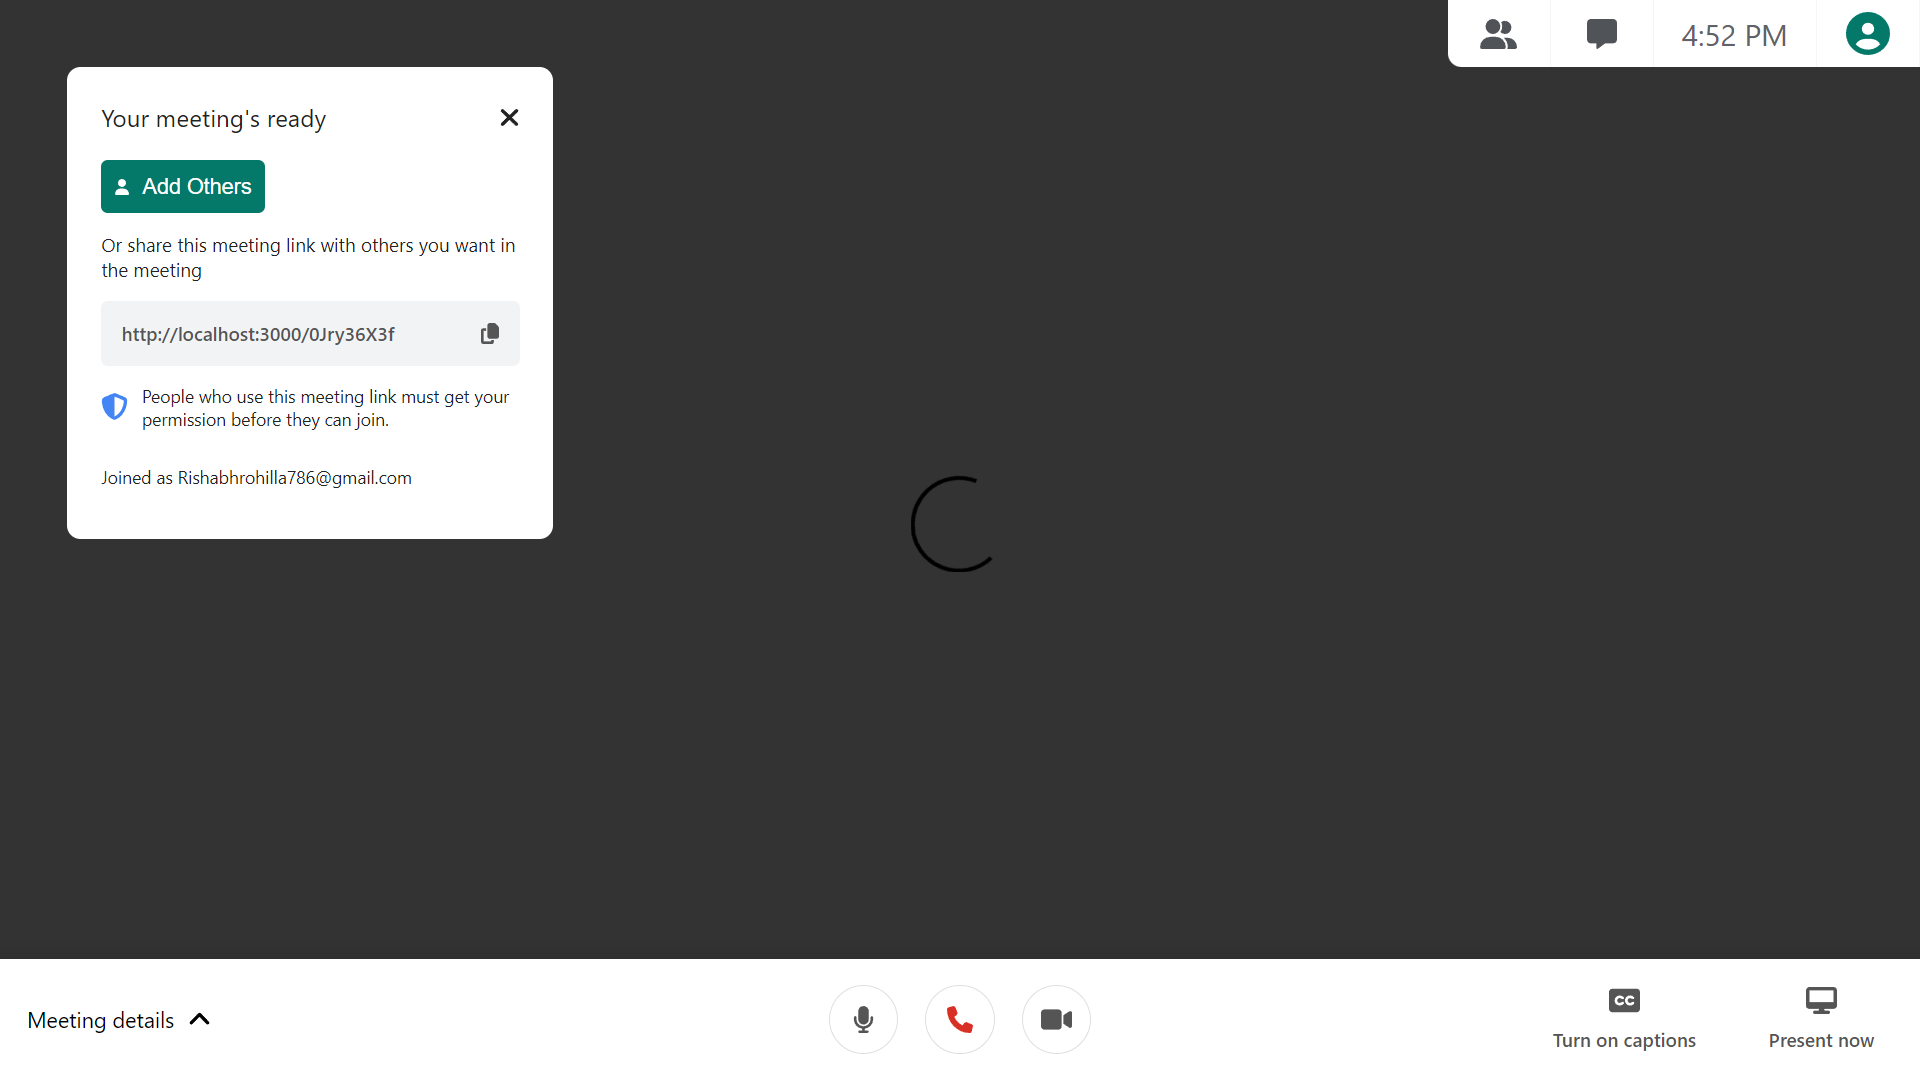 4:52 PM
Your meeting's ready
Add Others
Or share this meeting link with others you want in
the meeting
http://localhost:3000/0Jry36X3f
People who use this meeting link must get your
permission before they can join.
Joined as Rishabhrohilla786@gmail.com
Meeting details
CC
Turn on captions
Present now